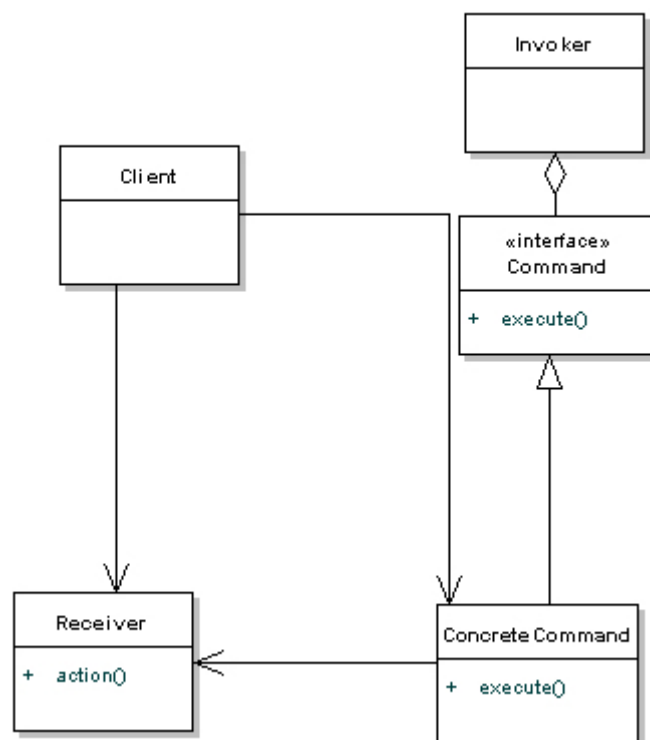 Invoker
Client
«interface»
Command
+ execute()
Receiver
+ action()
Concrete Command
+ execute()